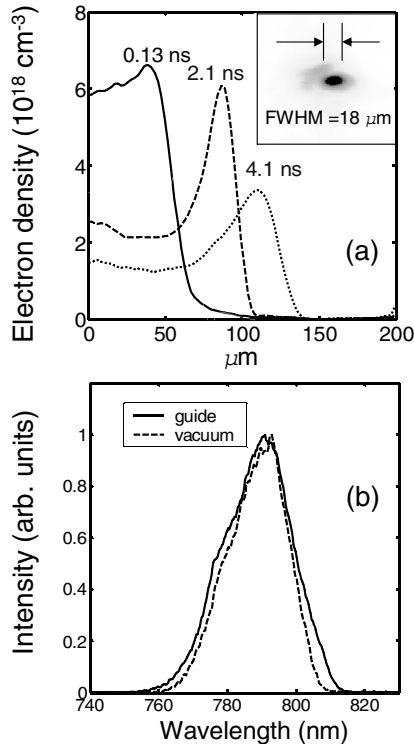 Electron density (10¹⁸ cm⁻³)
8
6
4
2
0
0.13 ns
2.1 ns
4.1 ns
FWHM =18 μm
(a)
0
50
100
150
200
μm
Intensity (arb. units)
1
0.8
0.6
0.4
0.2
0
guide
vacuum
(b)
740
760
780
800
820
Wavelength (nm)